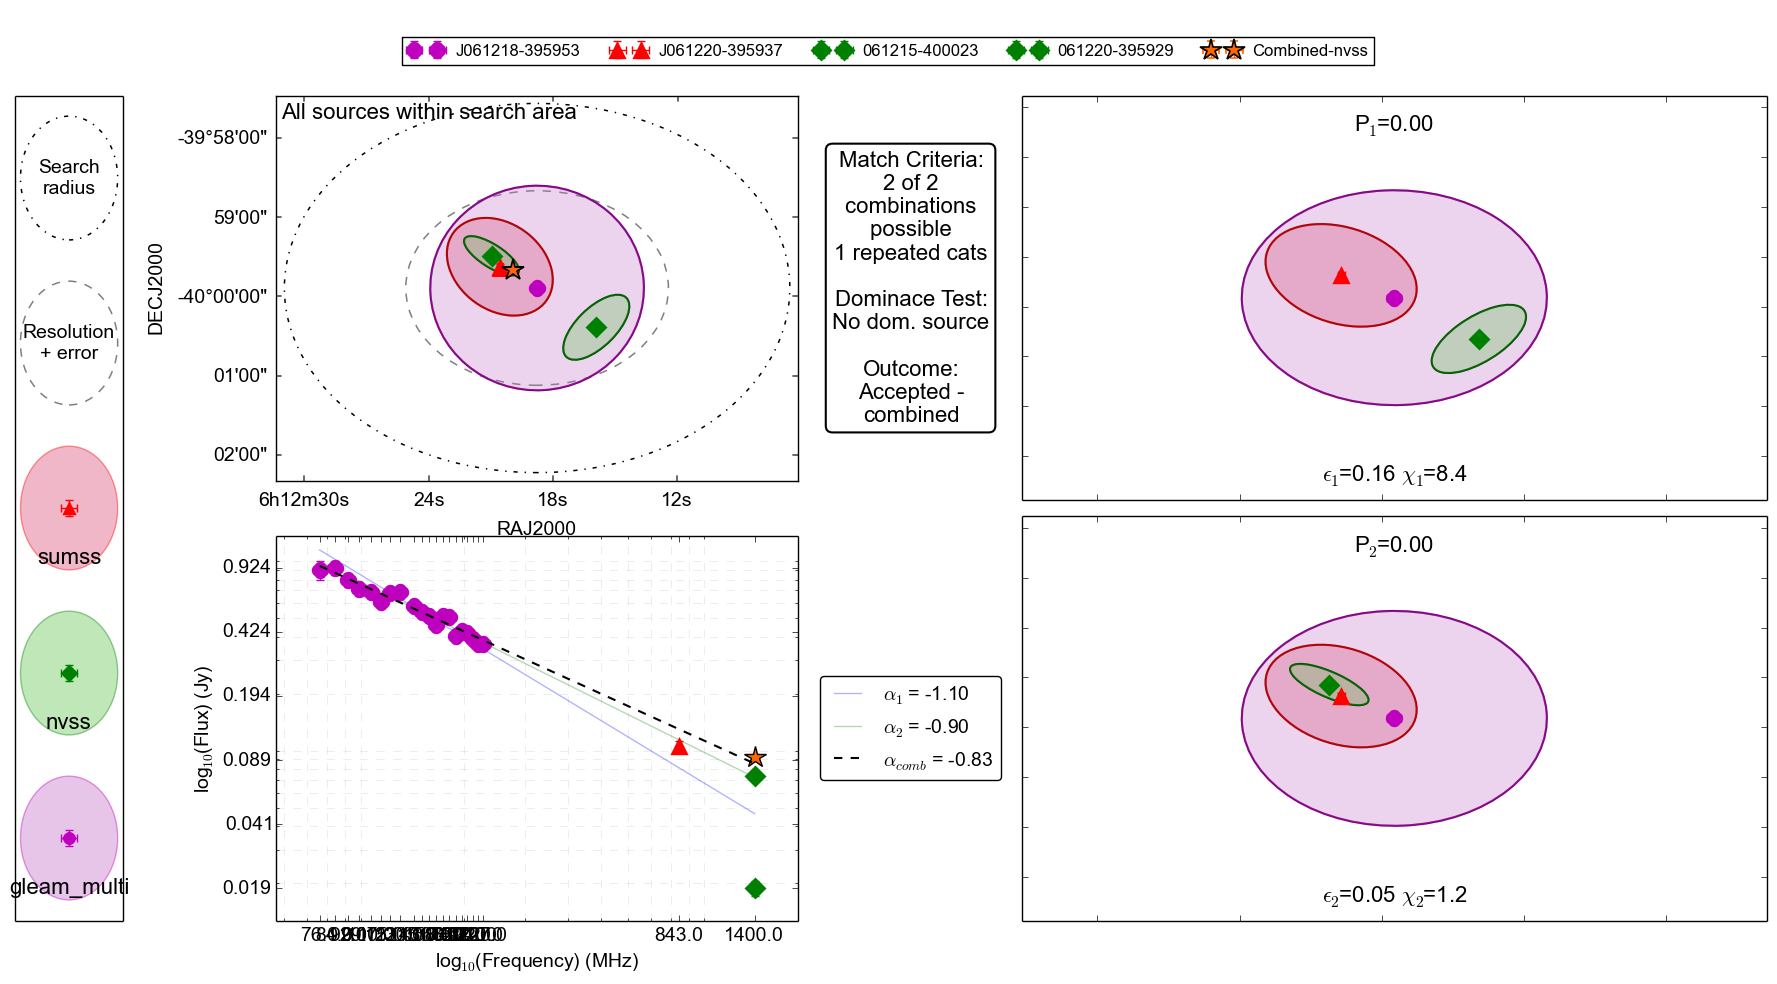 J061218-395953
J061220-395937
061215-400023
061220-395929
Combined-nvss
Search
radius
Resolution
+ error
sumss
nvss
gleam_multi
All sources within search area
-39°58'00"
59'00"
-40°00'00"
01'00"
02'00"
DECJ2000
6h12m30s
24s
18s
12s
RAJ2000
Match Criteria:
2 of 2
combinations
possible
1 repeated cats
Dominace Test:
No dom. source
Outcome:
Accepted -
combined
P1=0.00
ϵ1=0.16 χ1=8.4
0.924
0.424
0.194
0.089
0.041
0.019
log10(Flux) (Jy)
843.0
1400.0
log10(Frequency) (MHz)
α1 = -1.10
α2 = -0.90
αcomb = -0.83
P2=0.00
ϵ2=0.05 χ2=1.2